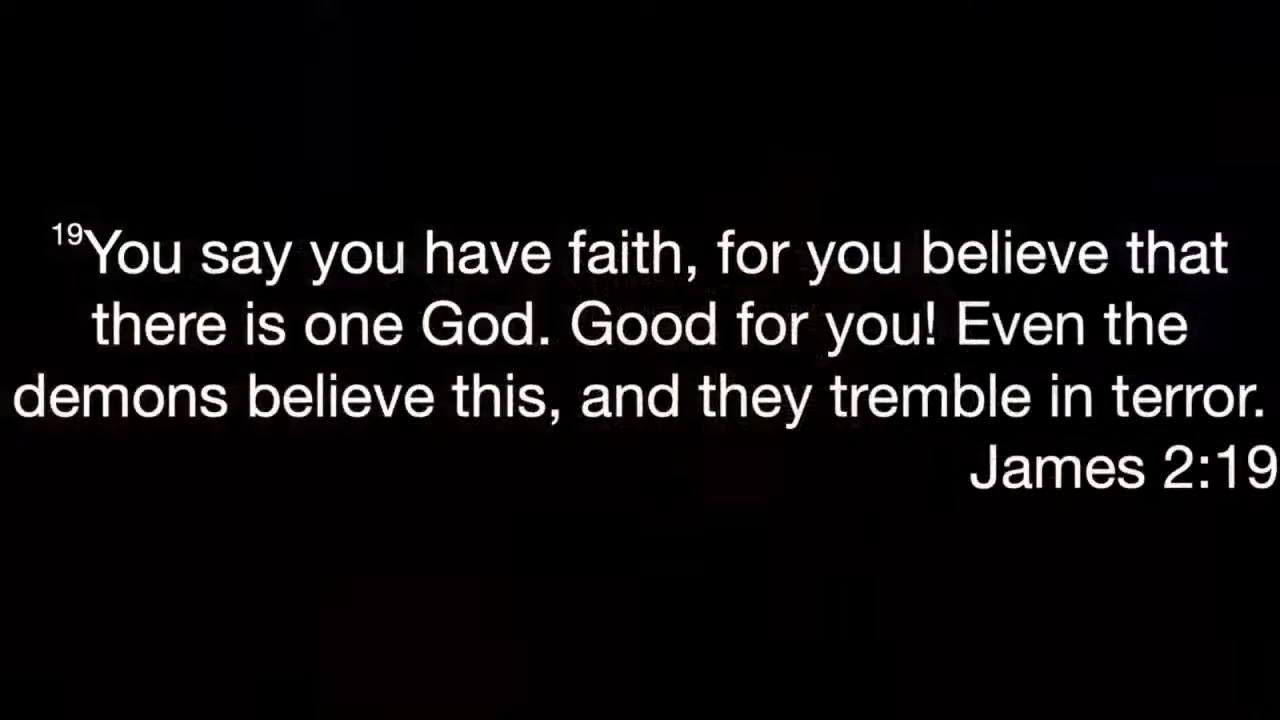 ¹⁹You say you have faith, for you believe that
there is one God. Good for you! Even the
demons believe this, and they tremble in terror.
James 2:19